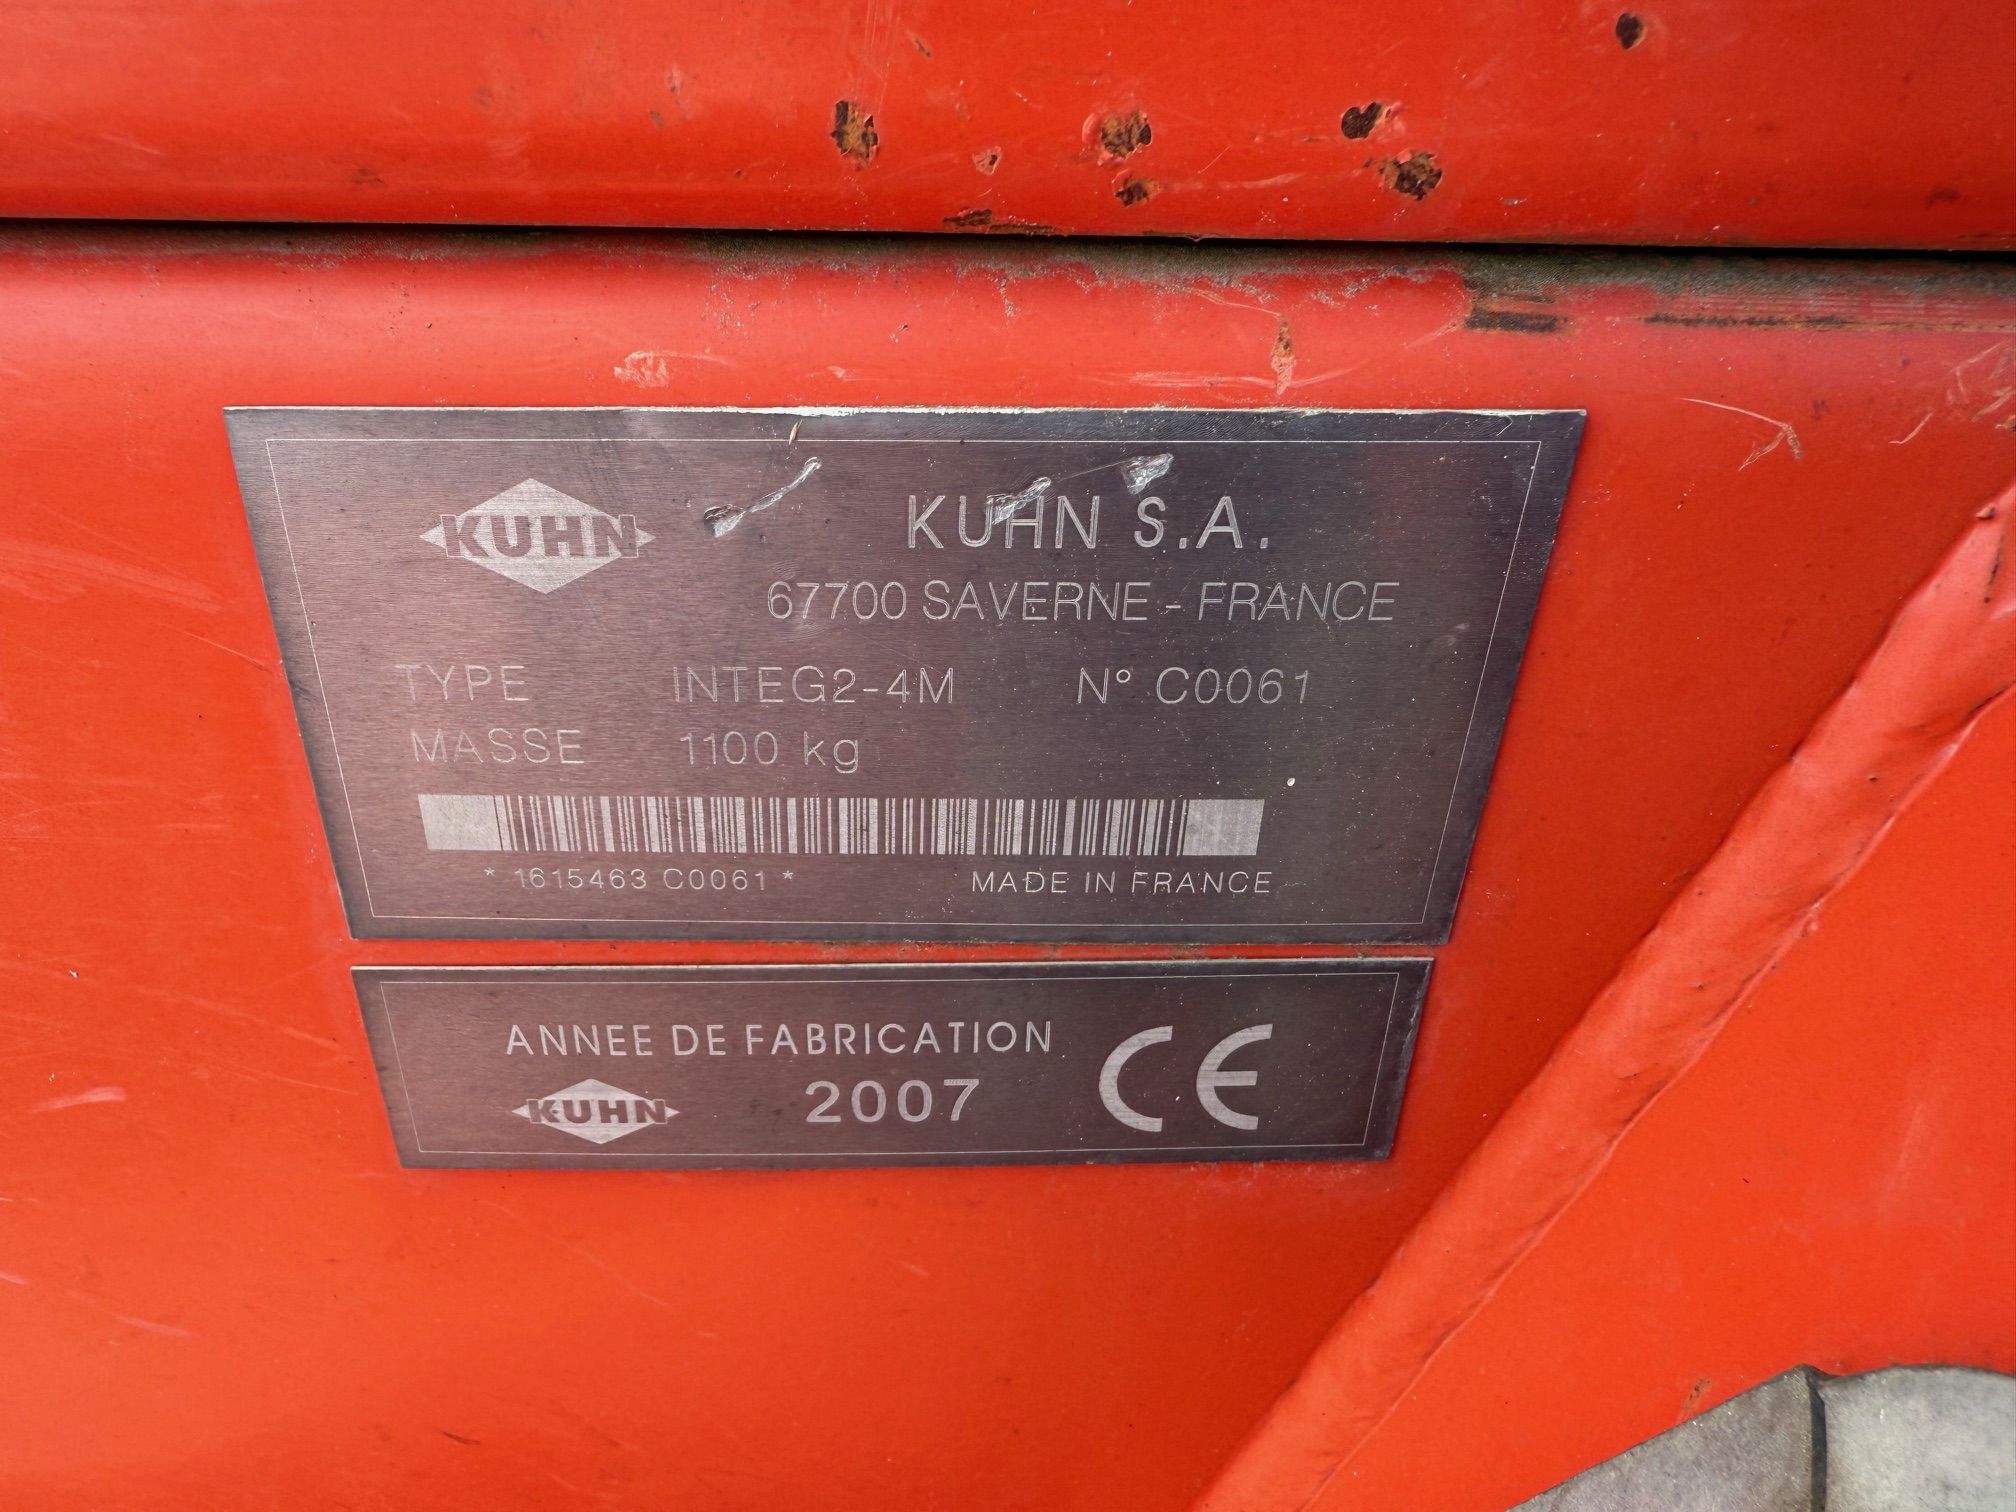 KUHN
KUHN S.A.
67700 SAVERNE - FRANCE
TYPE INTEG2-4M N° C0061
MASSE 1100 kg
* 1615463 C0061 *
MADE IN FRANCE
ANNEE DE FABRICATION
KUHN
2007
CE